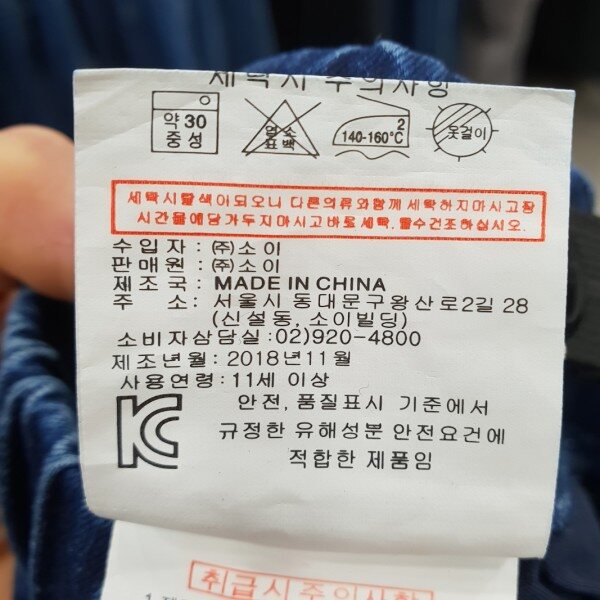 세탁시 주의사항
약 30
중성
염소
표백
2
140-160°C
옷걸이
세탁시탈색이되오니 다른의류와함께세탁하지마시고장
시간물에담가두지마시고바로세탁, 탈수건조하십시오.
수입자 : ㈜소이
판매원 : ㈜소이
제조국 : MADE IN CHINA
주 소 : 서울시동대문구왕산로2길 28
(신설동, 소이빌딩)
소비자상담실:02)920-4800
제조년월 : 2018년11월
사용연령 : 11세 이상
안전, 품질표시 기준에서
규정한 유해성분 안전요건에
적합한 제품임
취급시 주의사항